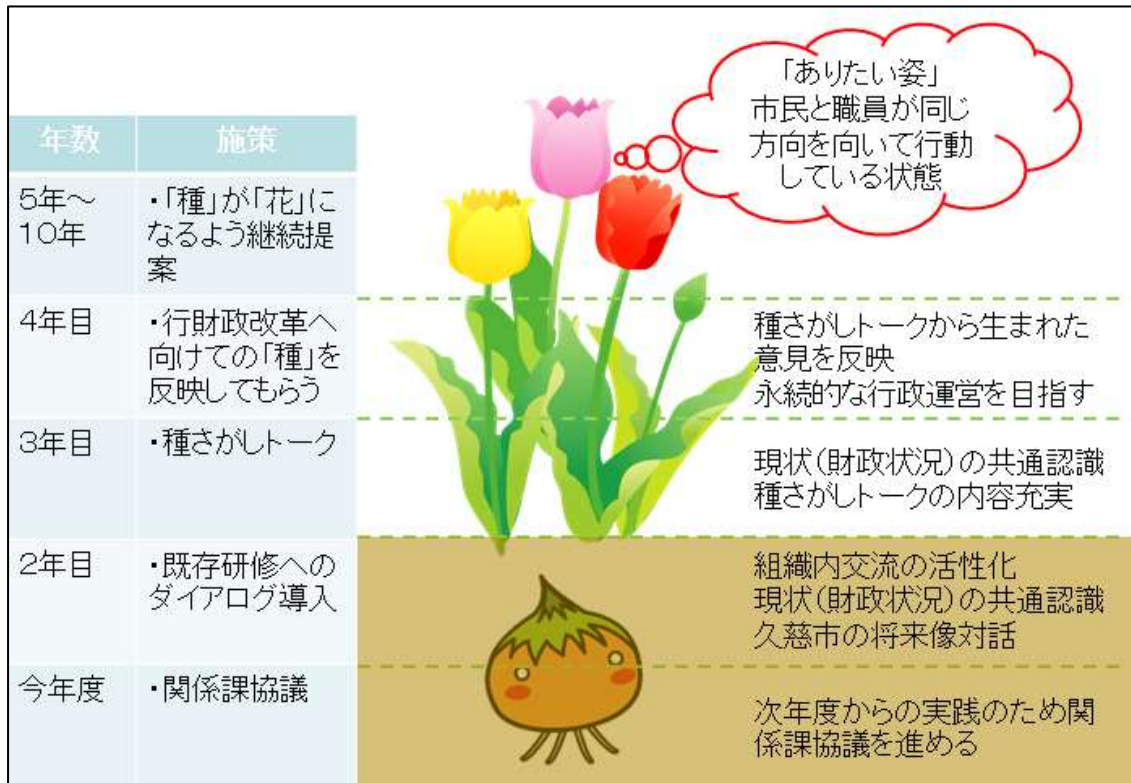 「ありたい姿」
市民と職員が同じ
方向を向いて行動
している状態
年数
施策
5年～
10年
・「種」が「花」に
なるよう継続提
案
4年目
・行財政改革へ
向けての「種」を
反映してもらう
種さがしトークから生まれた
意見を反映
永続的な行政運営を目指す
3年目
・種さがしトーク
現状(財政状況)の共通認識
種さがしトークの内容充実
2年目
・既存研修への
ダイアログ導入
組織内交流の活性化
現状(財政状況)の共通認識
久慈市の将来像対話
今年度
・関係課協議
次年度からの実践のため関
係課協議を進める